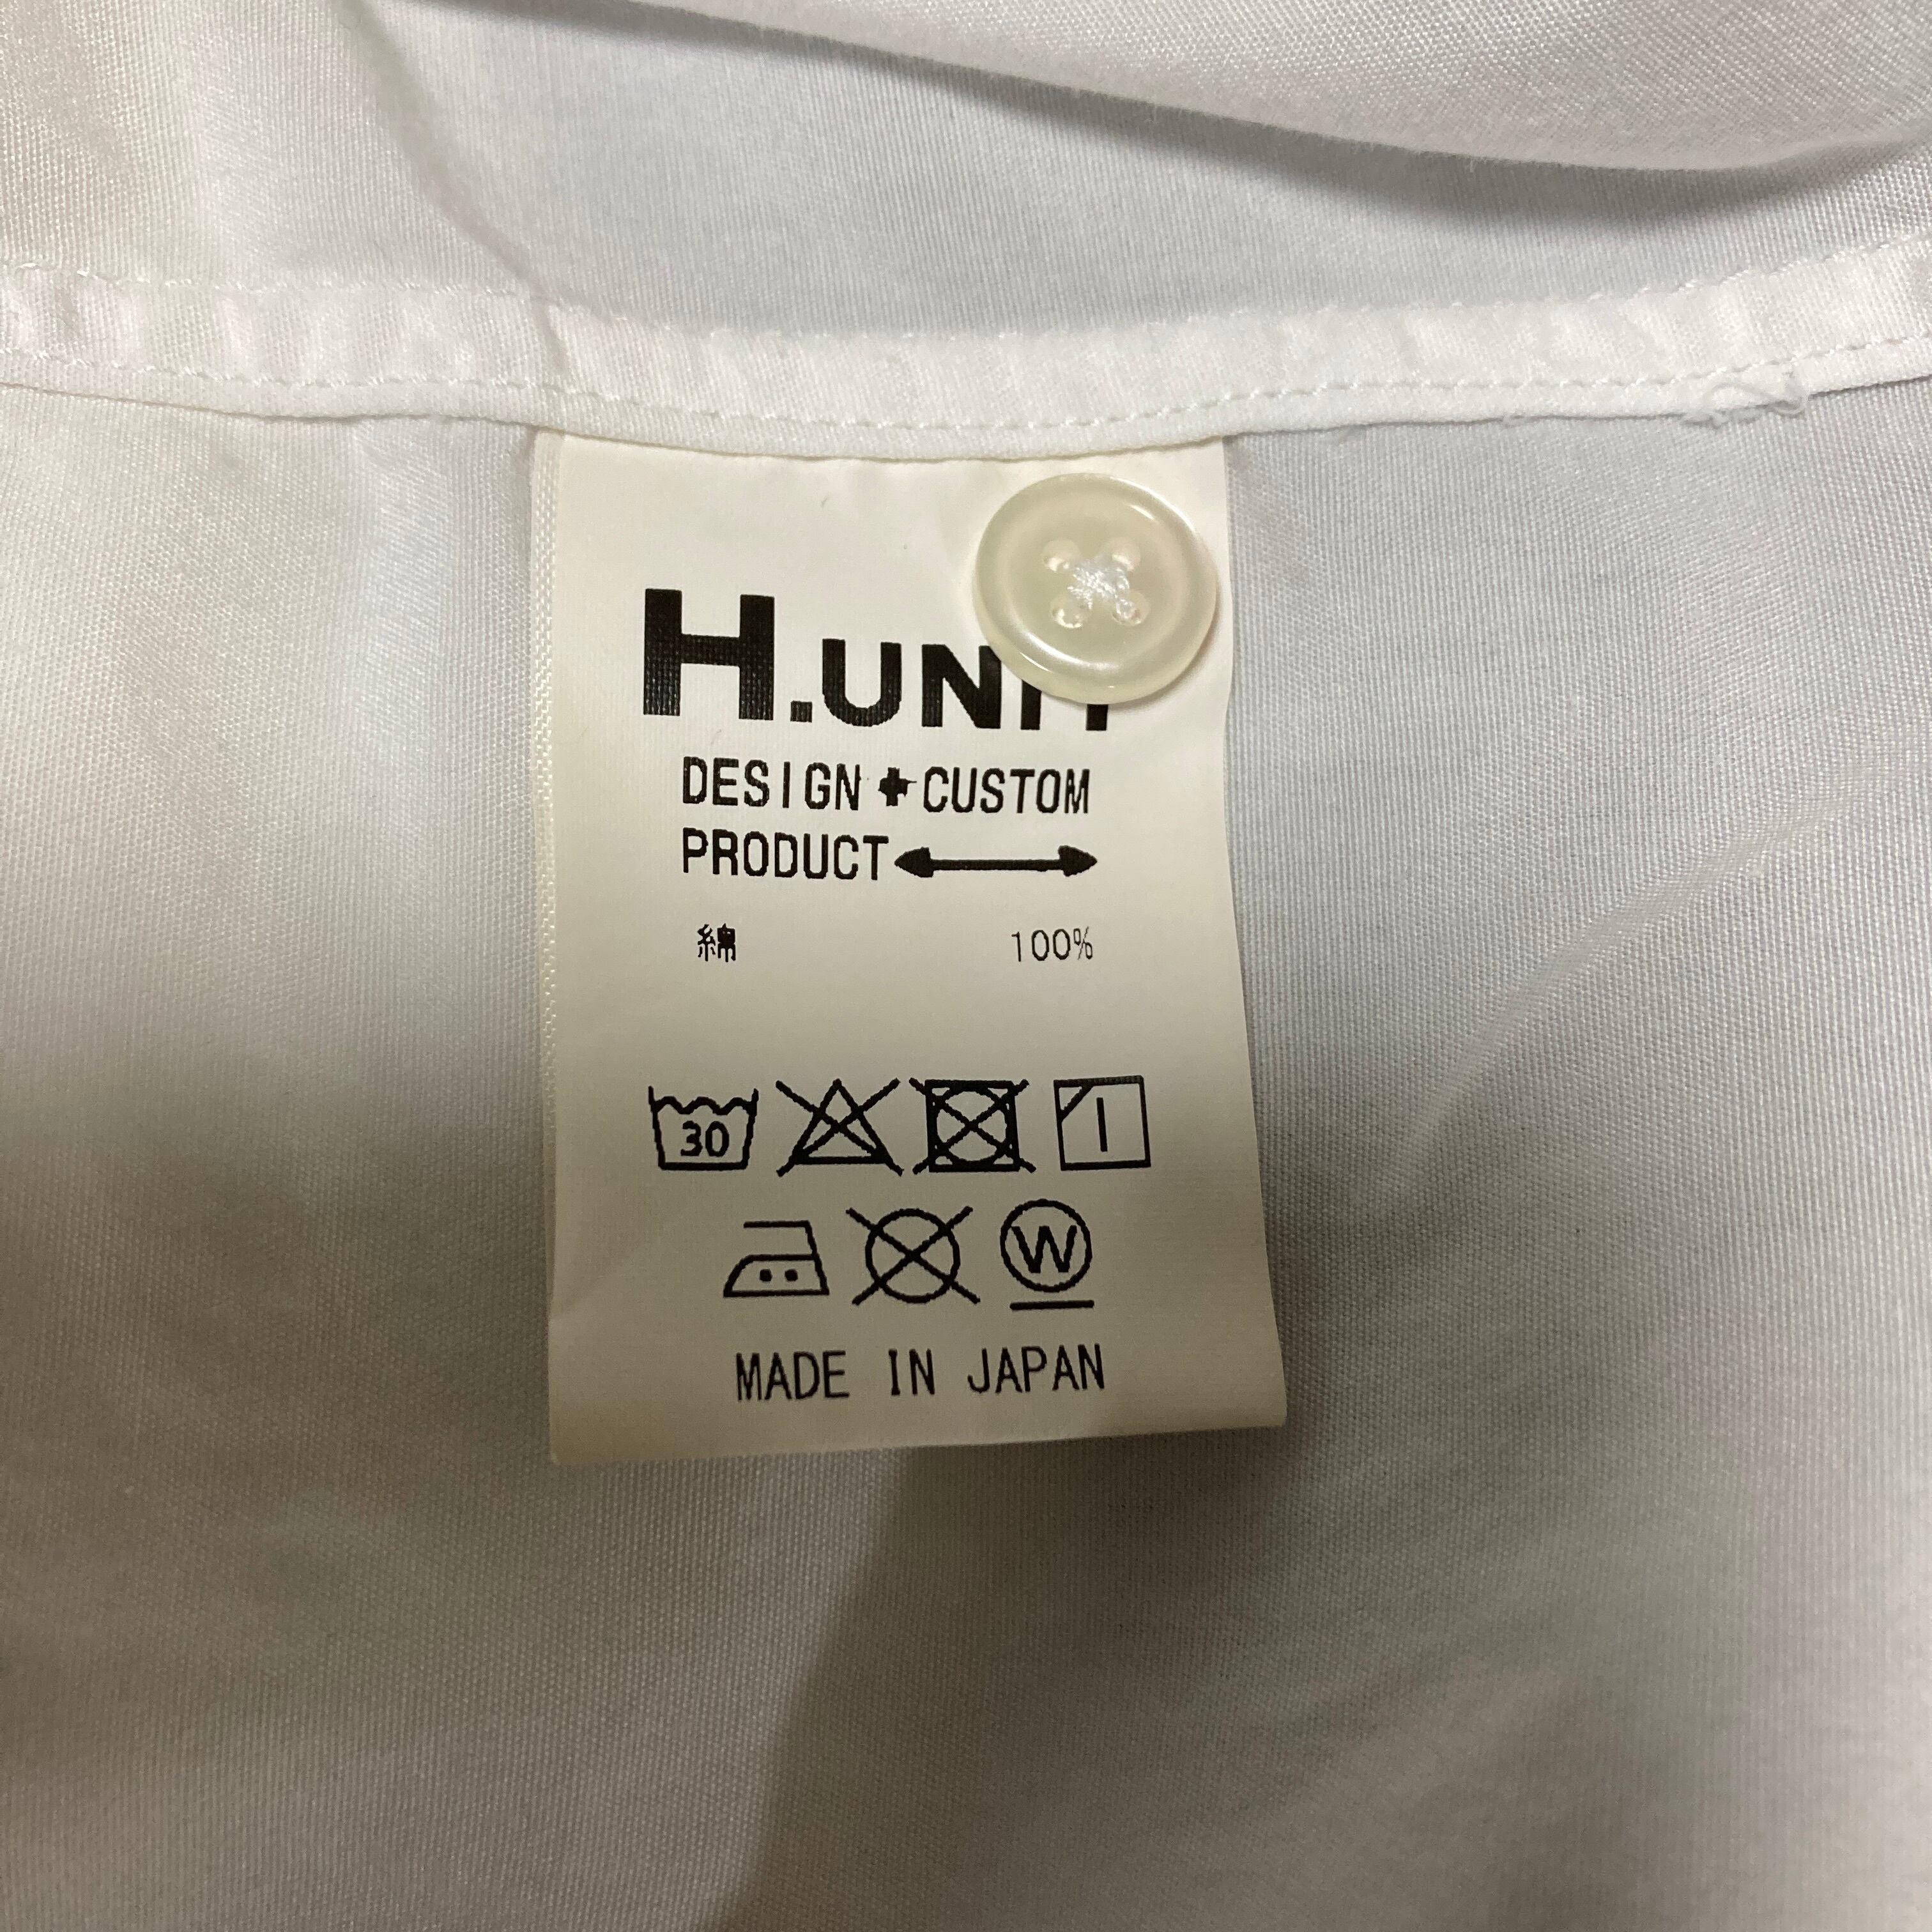 H.UNIT
DESIGN+CUSTOM
PRODUCT
綿 100%
30
W
MADE IN JAPAN